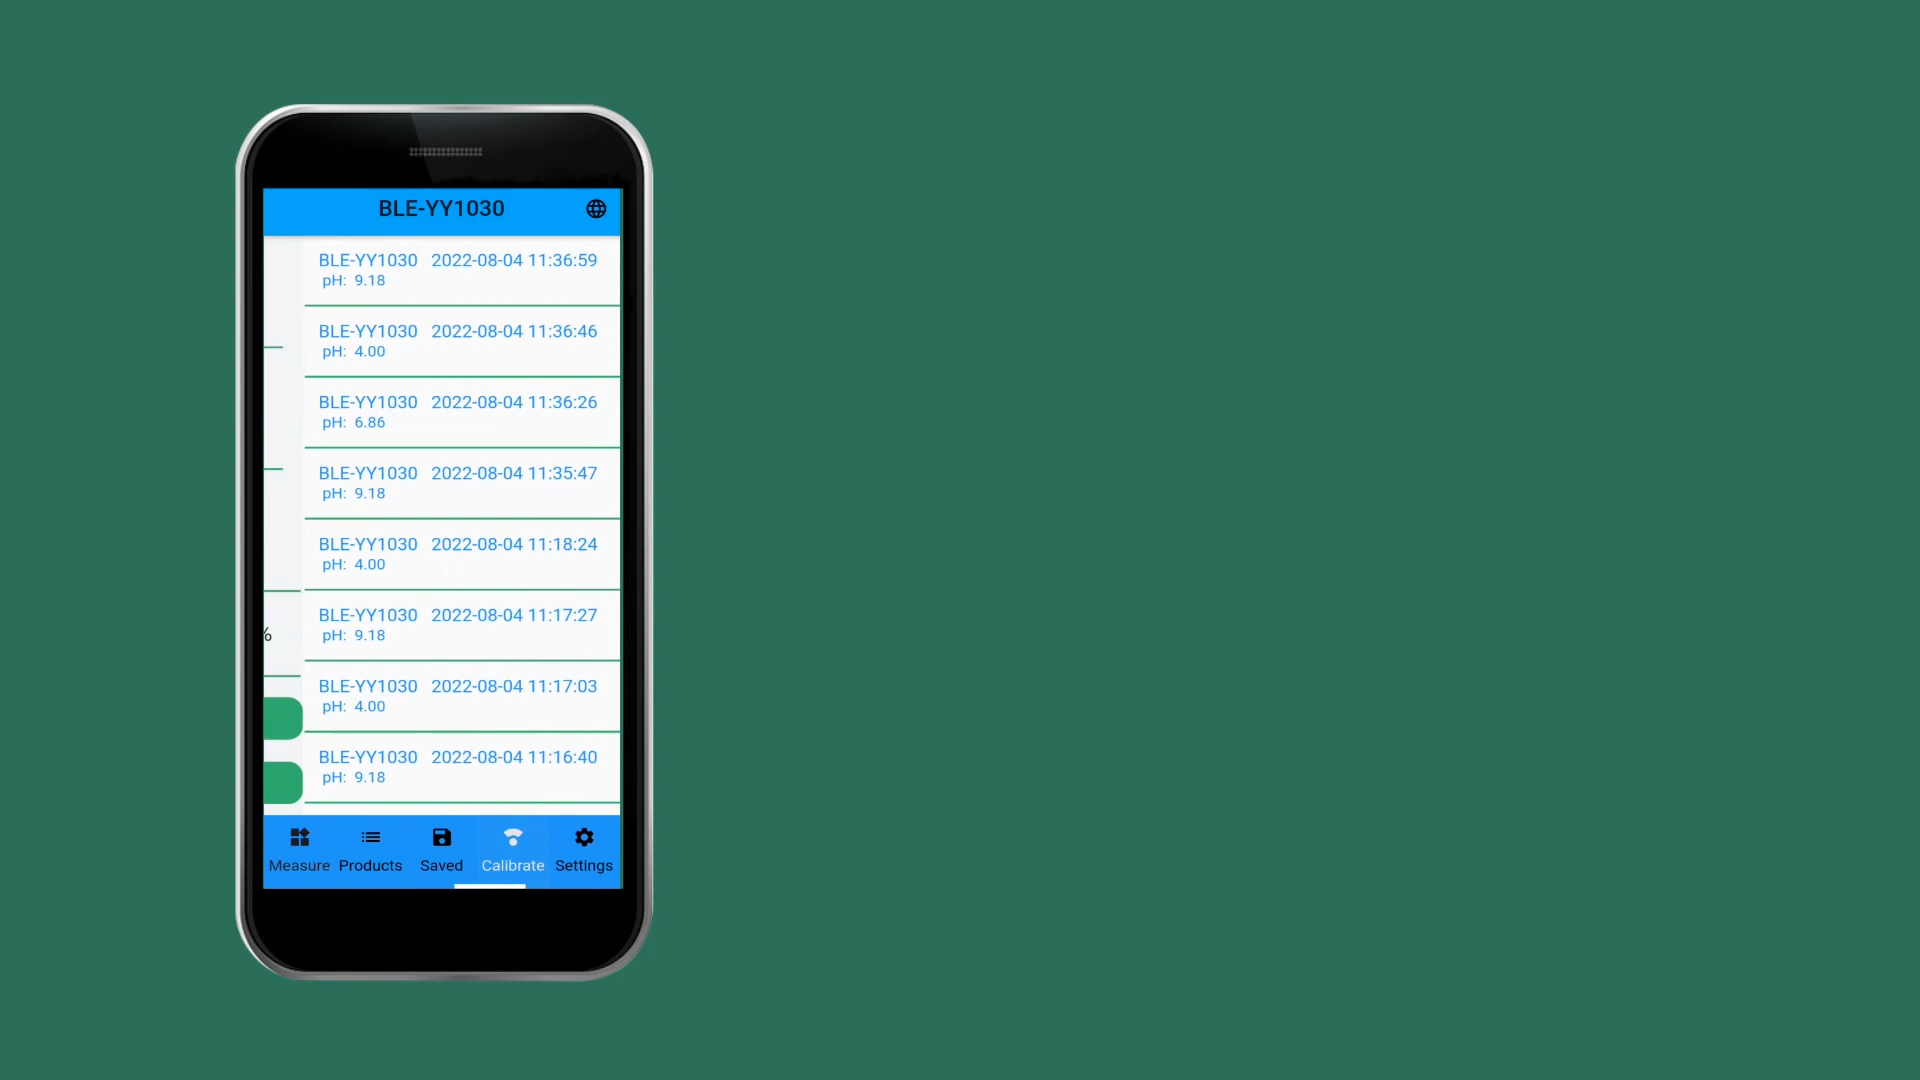 BLE-YY1030
BLE-YY1030 2022-08-04 11:36:59
pH: 9.18
BLE-YY1030 2022-08-04 11:36:46
pH: 4.00
BLE-YY1030 2022-08-04 11:36:26
pH: 6.86
BLE-YY1030 2022-08-04 11:35:47
pH: 9.18
BLE-YY1030 2022-08-04 11:18:24
pH: 4.00
BLE-YY1030 2022-08-04 11:17:27
pH: 9.18
%
BLE-YY1030 2022-08-04 11:17:03
pH: 4.00
BLE-YY1030 2022-08-04 11:16:40
pH: 9.18
Measure Products Saved Calibrate Settings